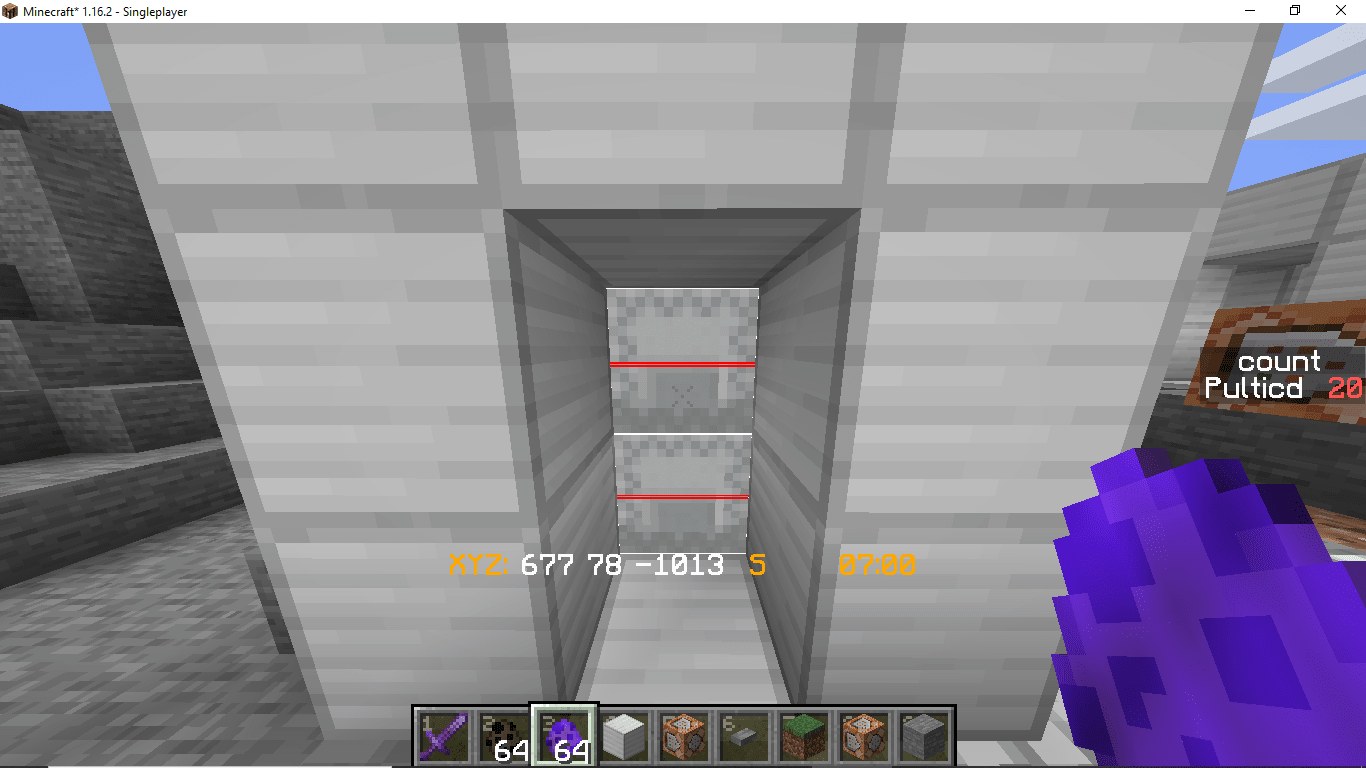 Minecraft* 1.16.2 - Singleplayer
count
Pulticd 20
XYZ: 677 78 -1013 S 07:00
1 2 3 6
64 64